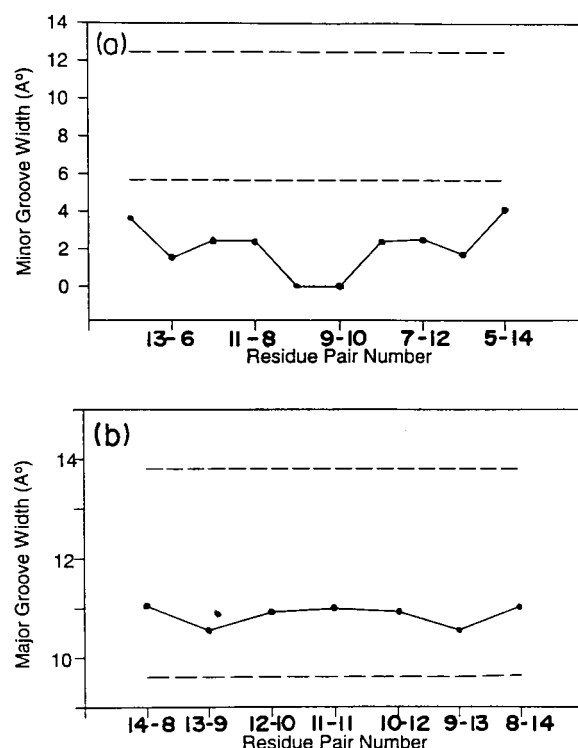 (a)
Minor Groove Width (A°)
14
12
10
8
6
4
2
0
13-6 11-8 9-10 7-12 5-14
Residue Pair Number
(b)
Major Groove Width (A°)
14
12
10
14-8 13-9 12-10 11-11 10-12 9-13 8-14
Residue Pair Number